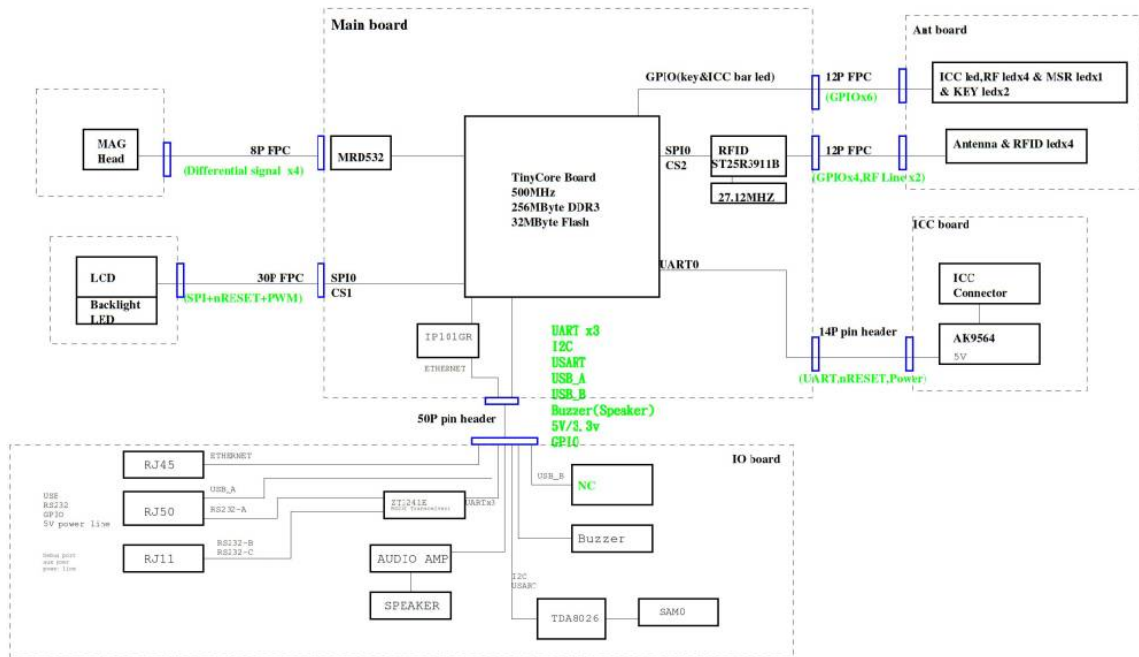 Main board
Ant board
GPIO(key&ICC bar led)
12P FPC
(GPIOx6)
ICC led,RF ledx4 & MSR ledx1
& KEY ledx2
MAG
Head
8P FPC
(Differential signal x4)
MRD532
TinyCore Board
500MHz
256MByte DDR3
32MByte Flash
SPI0
CS2
RFID
ST25R3911B
27.12MHZ
12P FPC
(GPIOx4,RF Line x2)
Antenna & RFID ledx4
LCD
Backlight
LED
30P FPC
(SPI+nRESET+PWM)
SPI0
CS1
UART0
ICC board
ICC
Connector
AK9564
5V
14P pin header
(UART,nRESET,Power)
IP101GR
ETHERNET
UART x3
I2C
USART
USB_A
USB_B
Buzzer(Speaker)
5V/3.3v
GPIO
50P pin header
IO board
RJ45
ETHERNET
USB
RS232
GPIO
5V power line
RJ50
USB_A
RS232-A
UARTx3
USB_B
NC
RJ11
RS232-B
RS232-C
AUDIO AMP
SPEAKER
Buzzer
I2C
TDA8026
SAM0